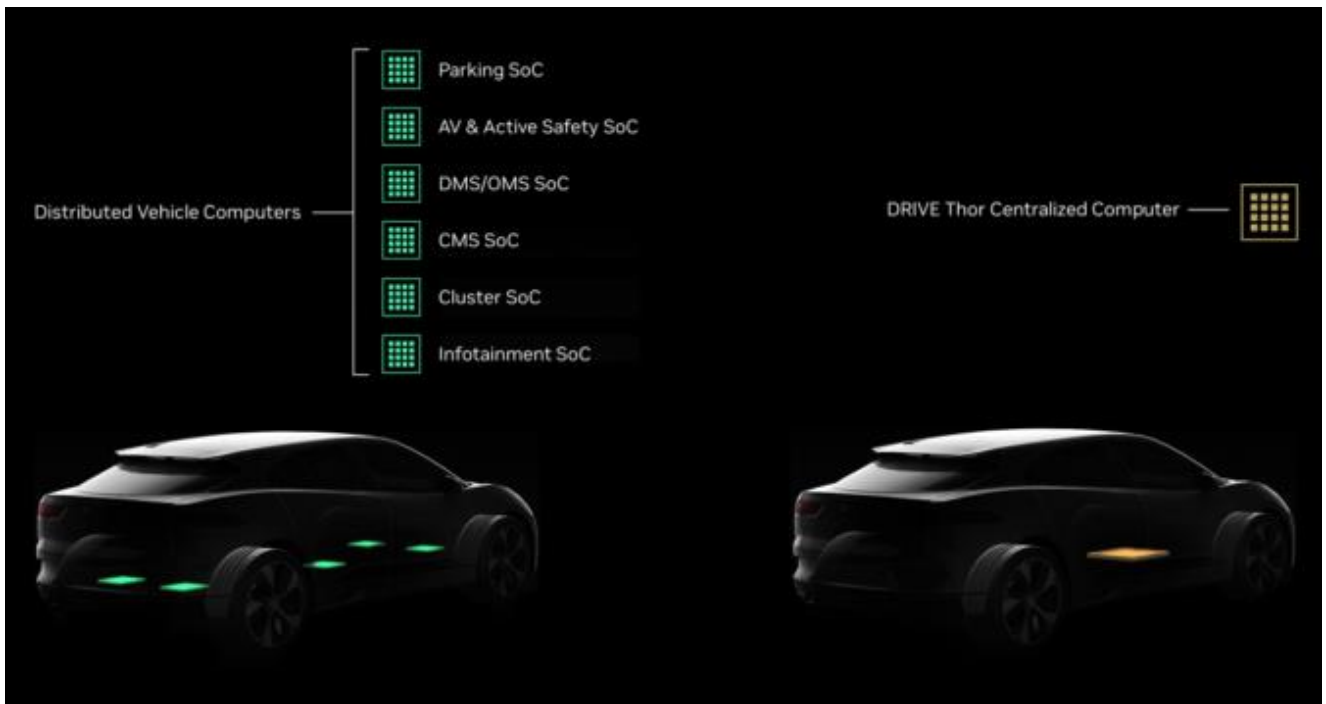 Parking SoC
AV & Active Safety SoC
DMS/OMS SoC
Distributed Vehicle Computers
CMS SoC
Cluster SoC
Infotainment SoC
DRIVE Thor Centralized Computer